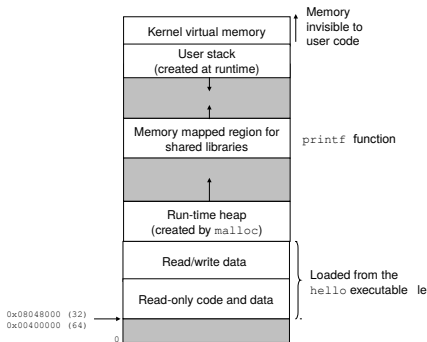 Memory
invisible to
user code
Kernel virtual memory
User stack
(created at runtime)
Memory mapped region for
shared libraries
printf function
Run-time heap
(created by malloc)
Read/write data
Loaded from the
hello executable le
Read-only code and data
0x08048000 (32)
0x00400000 (64)
0